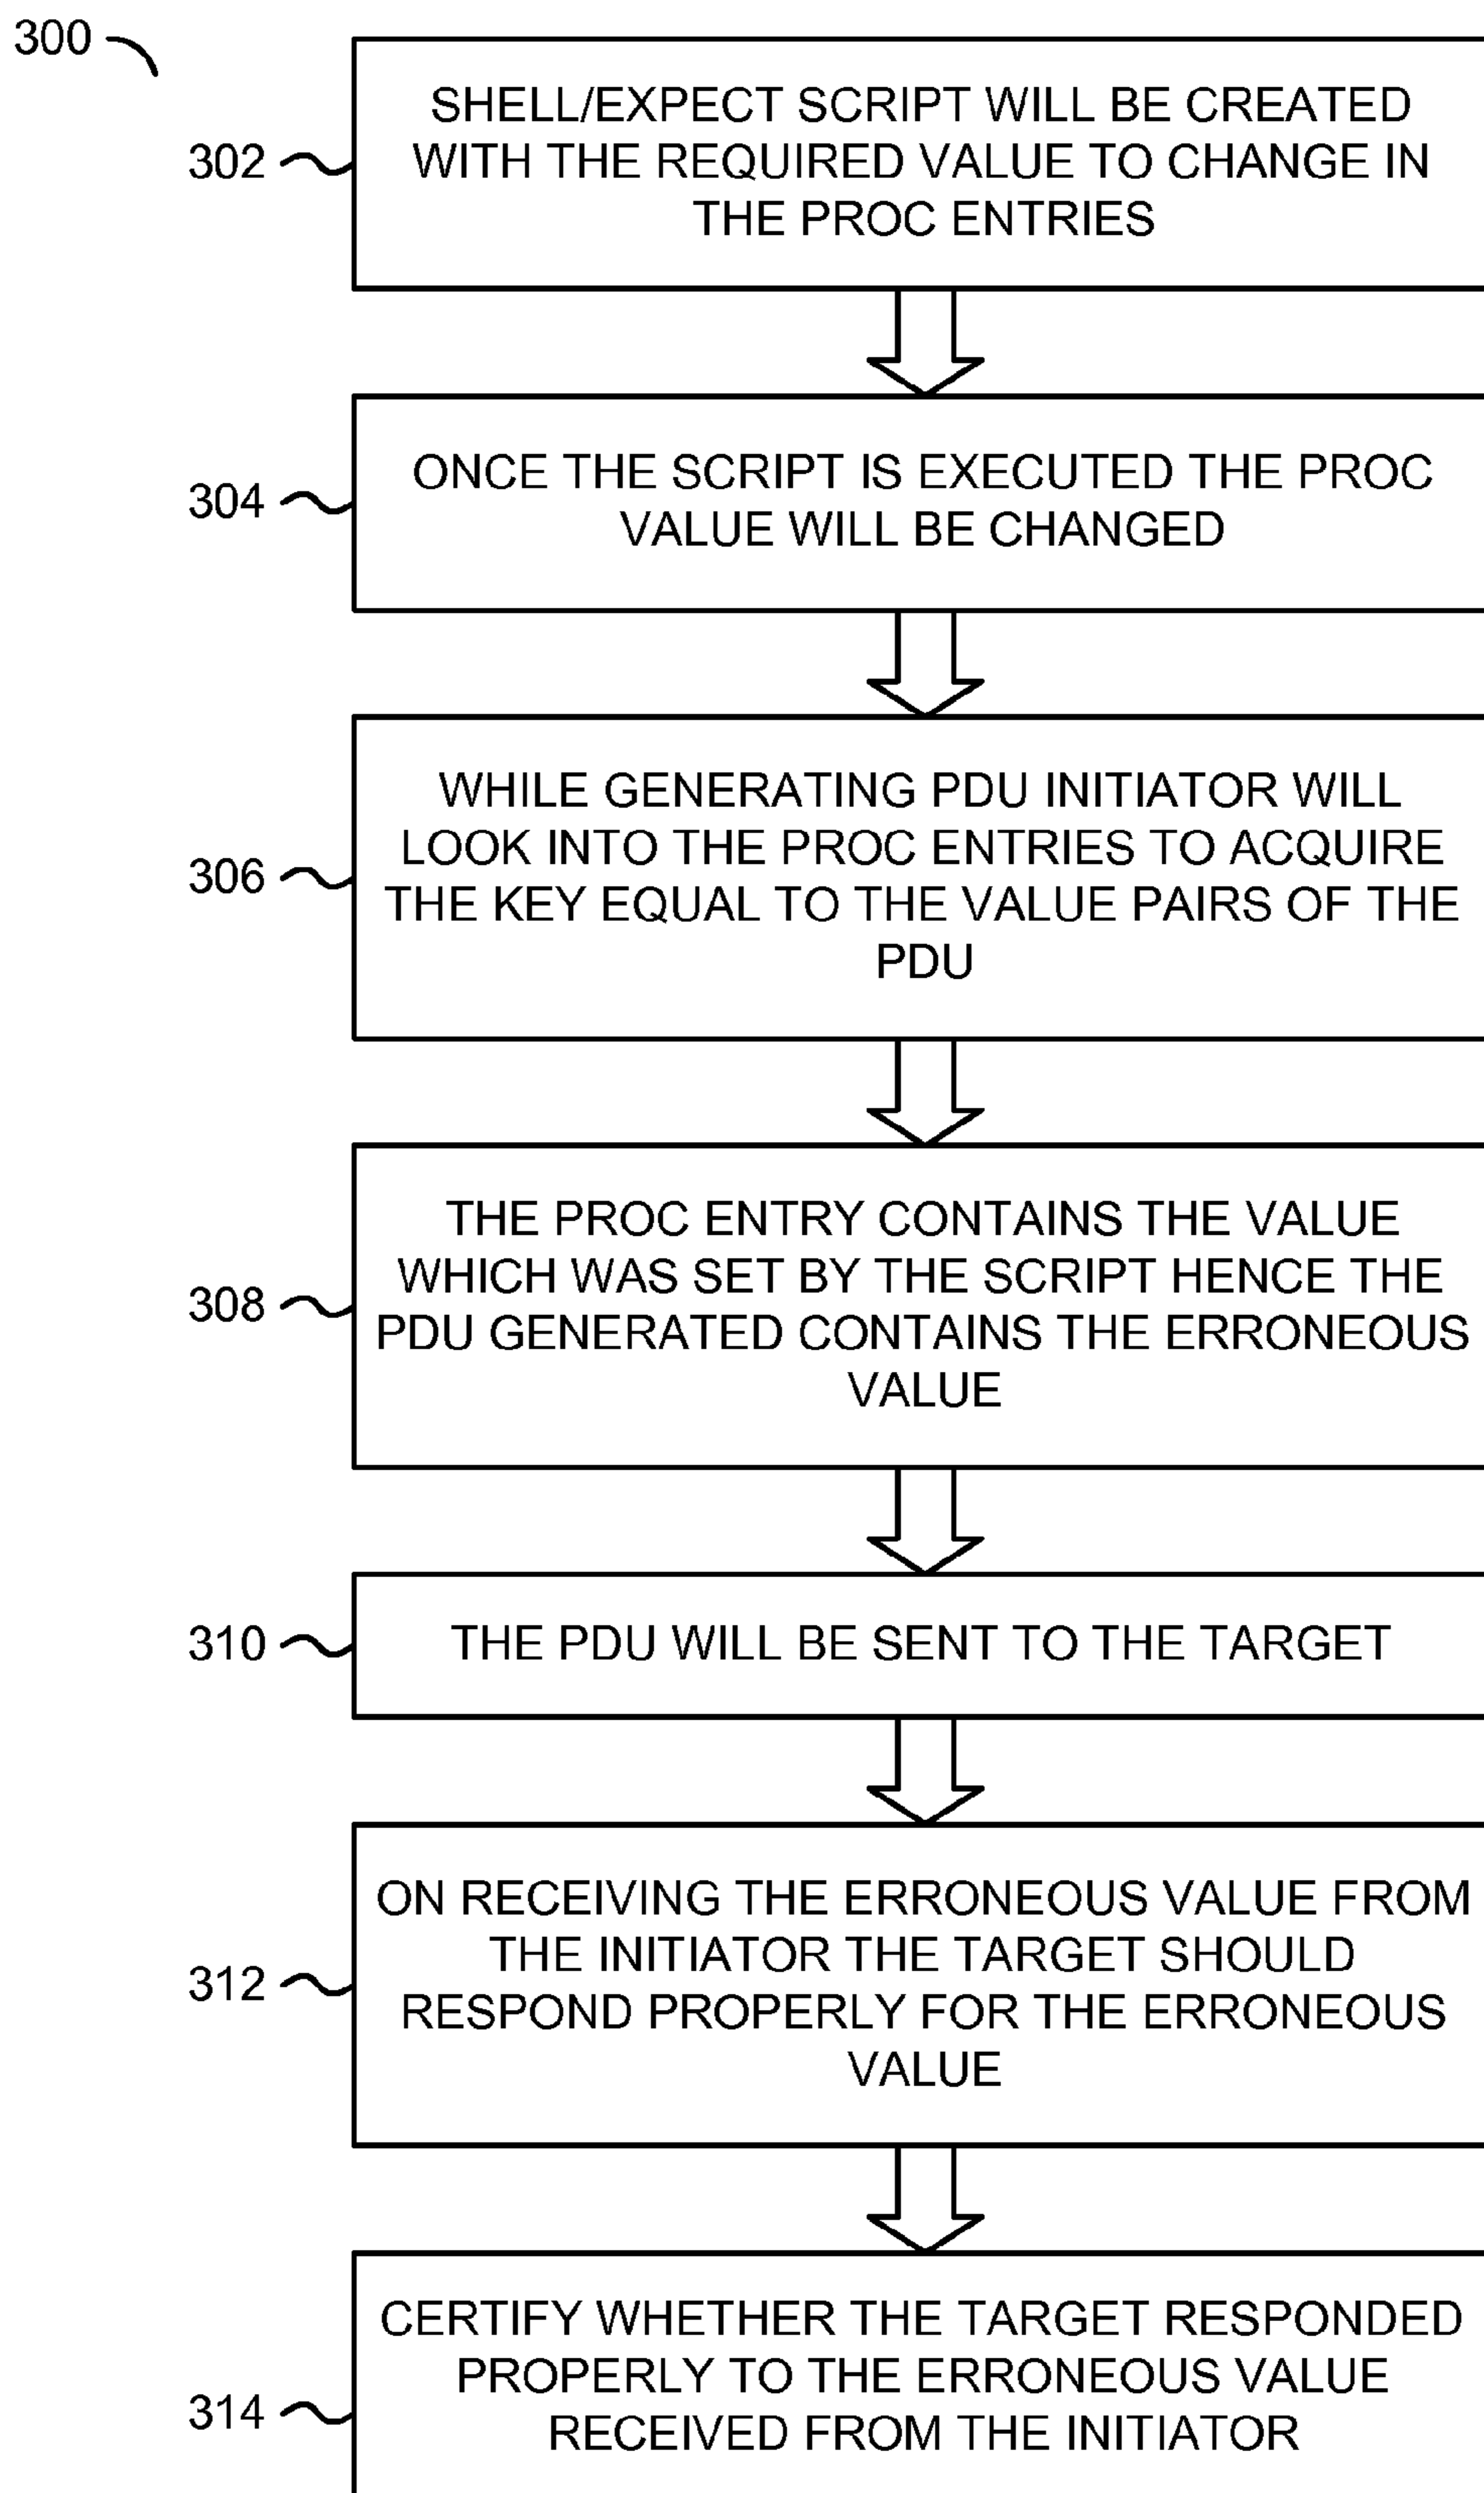 300
SHELL/EXPECT SCRIPT WILL BE CREATED
302
WITH THE REQUIRED VALUE TO CHANGE IN
THE PROC ENTRIES
ONCE THE SCRIPT IS EXECUTED THE PROC
304
VALUE WILL BE CHANGED
WHILE GENERATING PDU INITIATOR WILL
LOOK INTO THE PROC ENTRIES TO ACQUIRE
306
THE KEY EQUAL TO THE VALUE PAIRS OF THE
PDU
THE PROC ENTRY CONTAINS THE VALUE
WHICH WAS SET BY THE SCRIPT HENCE THE
308
PDU GENERATED CONTAINS THE ERRONEOUS
VALUE
310
THE PDU WILL BE SENT TO THE TARGET
ON RECEIVING THE ERRONEOUS VALUE FROM
THE INITIATOR THE TARGET SHOULD
312
RESPOND PROPERLY FOR THE ERRONEOUS
VALUE
CERTIFY WHETHER THE TARGET RESPONDED
PROPERLY TO THE ERRONEOUS VALUE
314
RECEIVED FROM THE INITIATOR